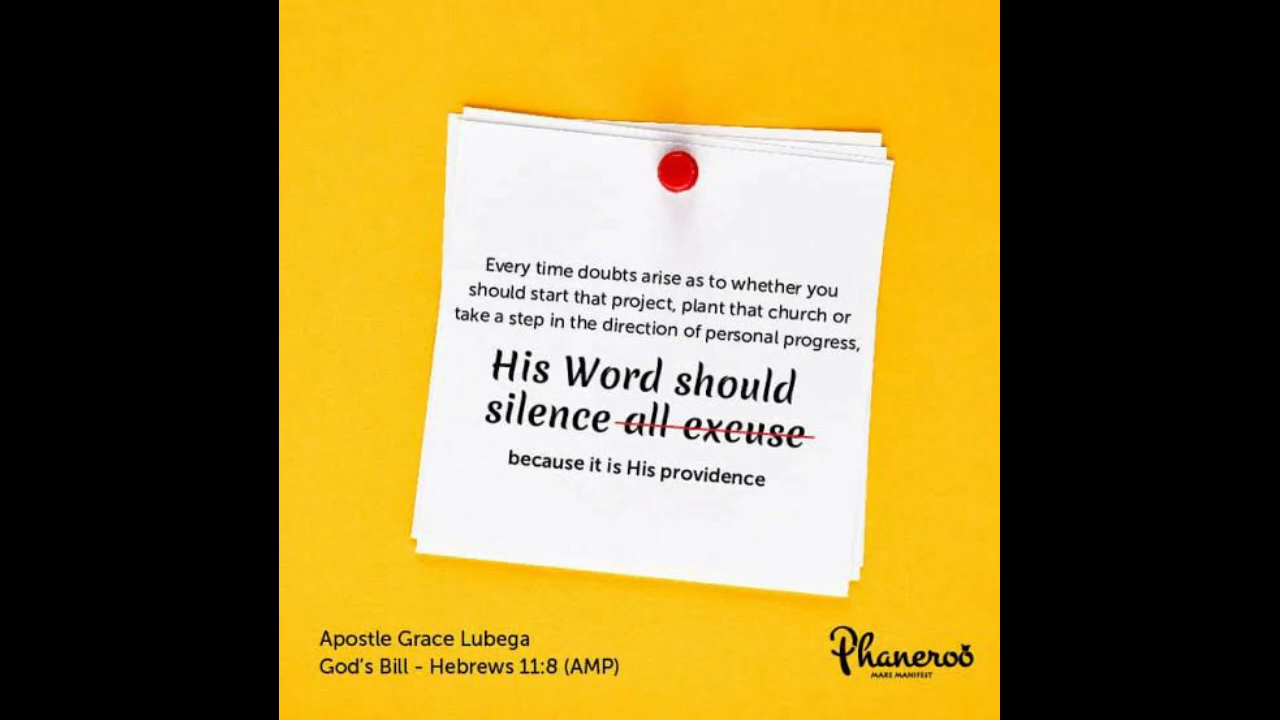 Every time doubts arise as to whether you
should start that project, plant that church or
take a step in the direction of personal progress,
His Word should
silence all excuse
because it is His providence
Apostle Grace Lubega
God's Bill - Hebrews 11:8 (AMP)
Phaneroo
MAKE MANIFEST